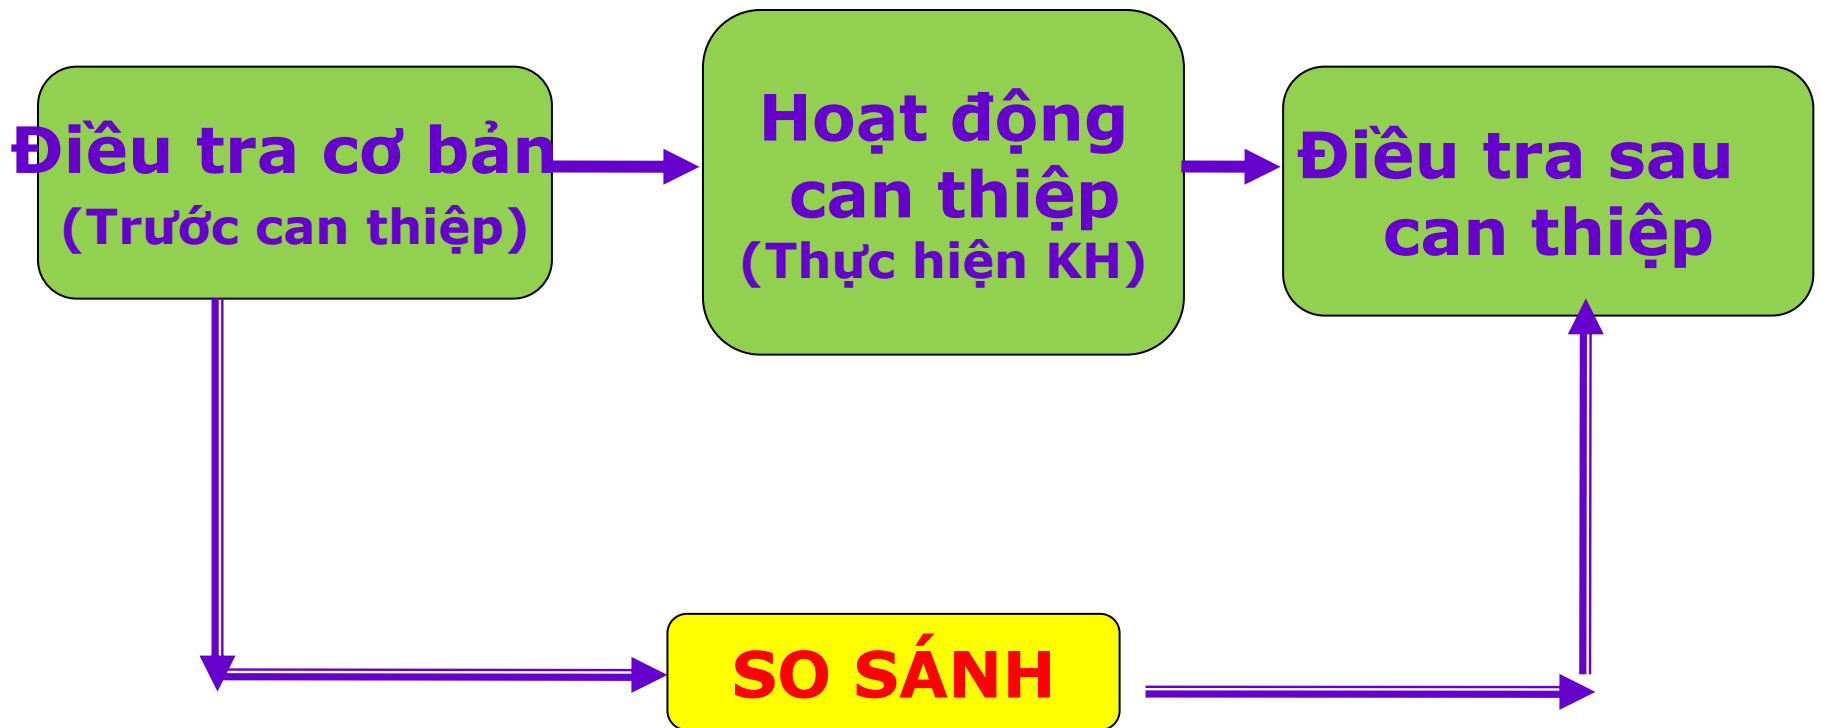 Điều tra cơ bản
(Trước can thiệp)
Hoạt động
can thiệp
(Thực hiện KH)
Điều tra sau
can thiệp
SO SÁNH